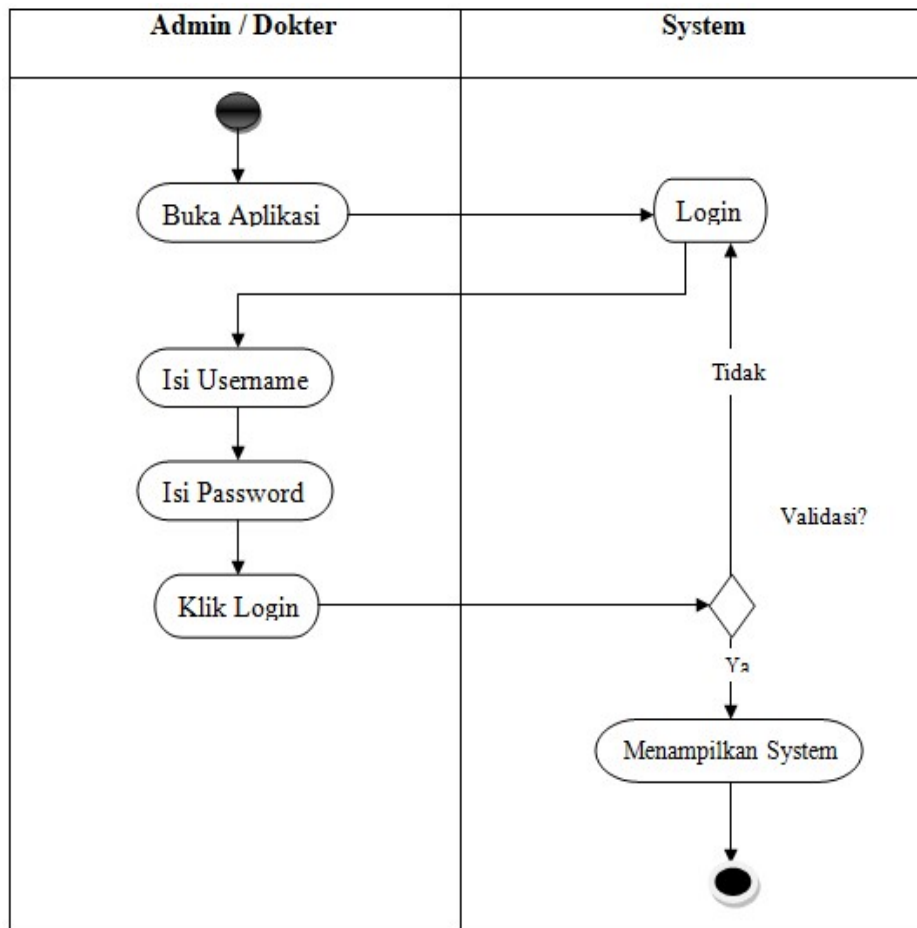 Admin / Dokter
System
Buka Aplikasi
Login
Isi Username
Tidak
Isi Password
Validasi?
Klik Login
Ya
Menampilkan System